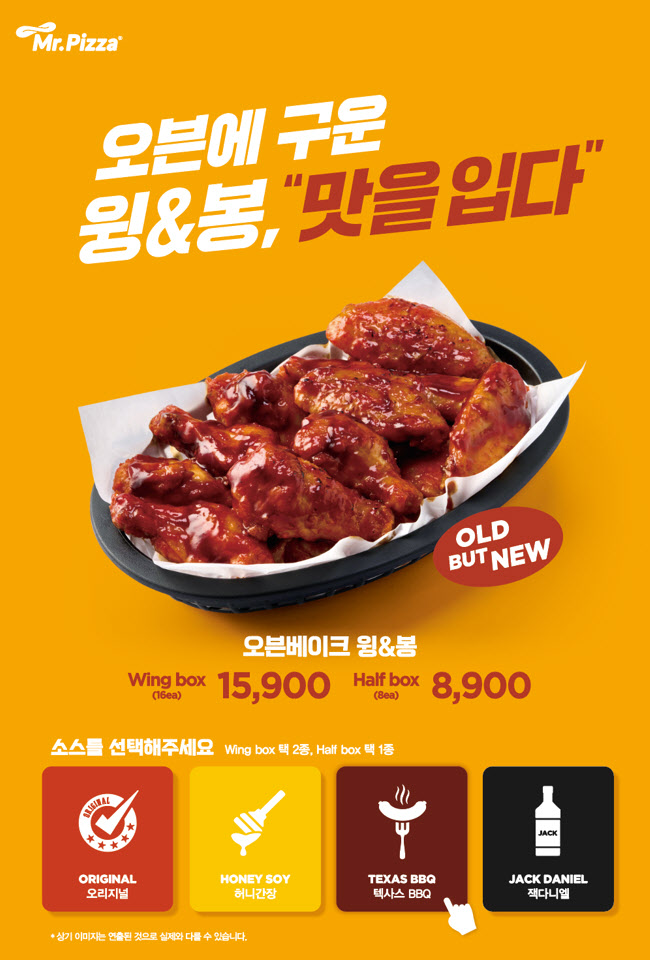 Mr.Pizza
오븐에 구운
윙&봉, “맛을 입다”
OLD
BUT NEW
오븐베이크 윙&봉
Wing box (16ea) 15,900 Half box (8ea) 8,900
소스를 선택해주세요 Wing box 택 2종, Half box 택 1종
ORIGINAL
JACK
ORIGINAL
오리지널
HONEY SOY
허니간장
TEXAS BBQ
텍사스 BBQ
JACK DANIEL
잭다니엘
* 상기 이미지는 연출된 것으로 실제와 다를 수 있습니다.